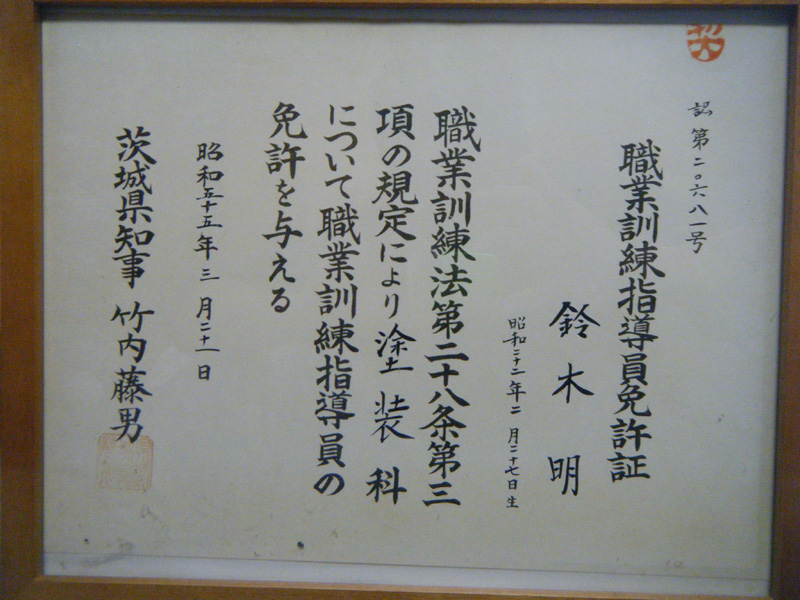 第二〇六八一号
職業訓練指導員免許証
鈴木明
昭和二十二年二月二十七日生
職業訓練法第二十八条第三
項の規定により塗装科
について職業訓練指導員の
免許を与える
昭和五十五年三月二十一日
茨城県知事 竹内藤男